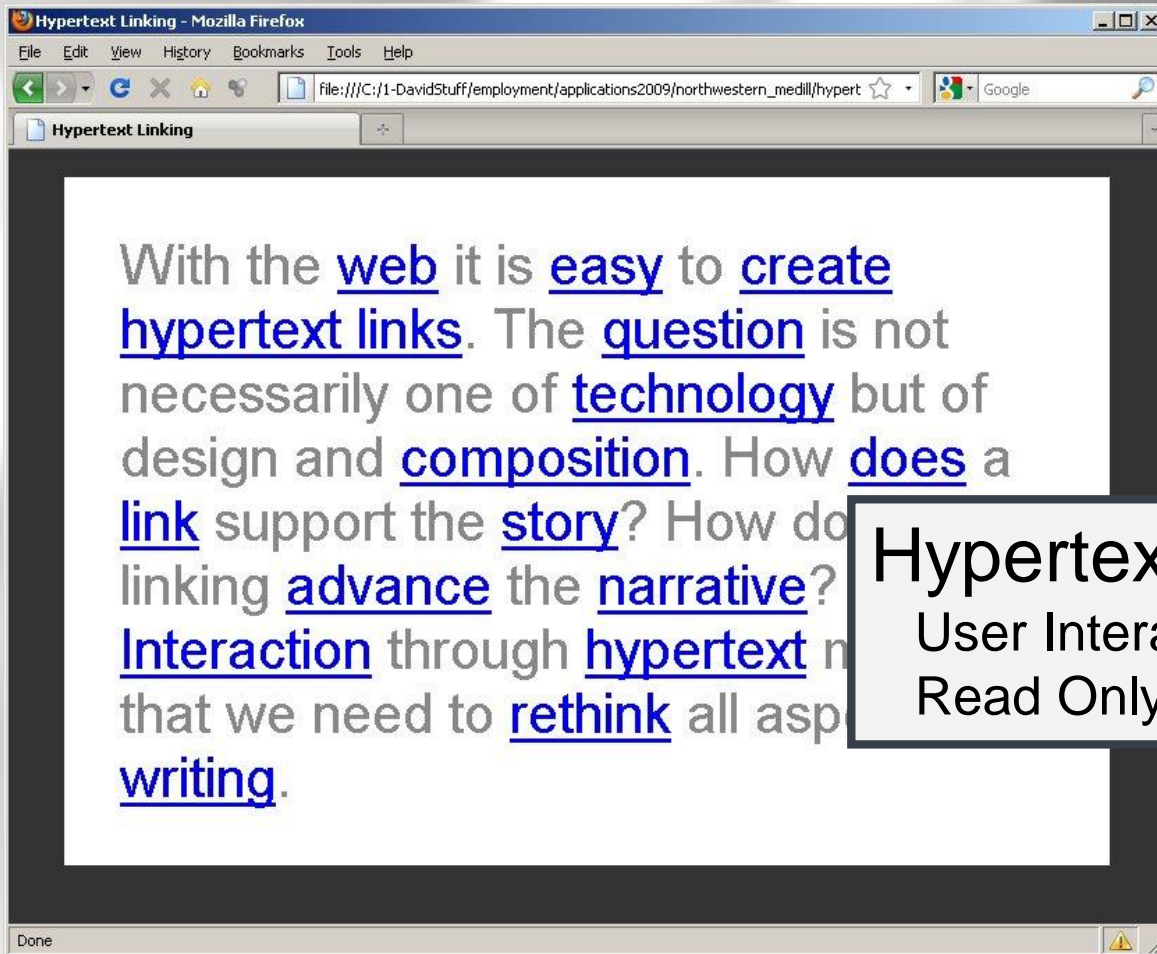 Hypertext Linking - Mozilla Firefox
File Edit View History Bookmarks Tools Help
file:///C:/1-DavidStuff/employment/applications2009/northwestern_medill/hypert
Google
Hypertext Linking
With the web it is easy to create
hypertext links. The question is not
necessarily one of technology but of
design and composition. How does a
link support the story? How
linking advance the narrative?
Interaction through hypertext
that we need to rethink all
writing.
User
Read Only
Done